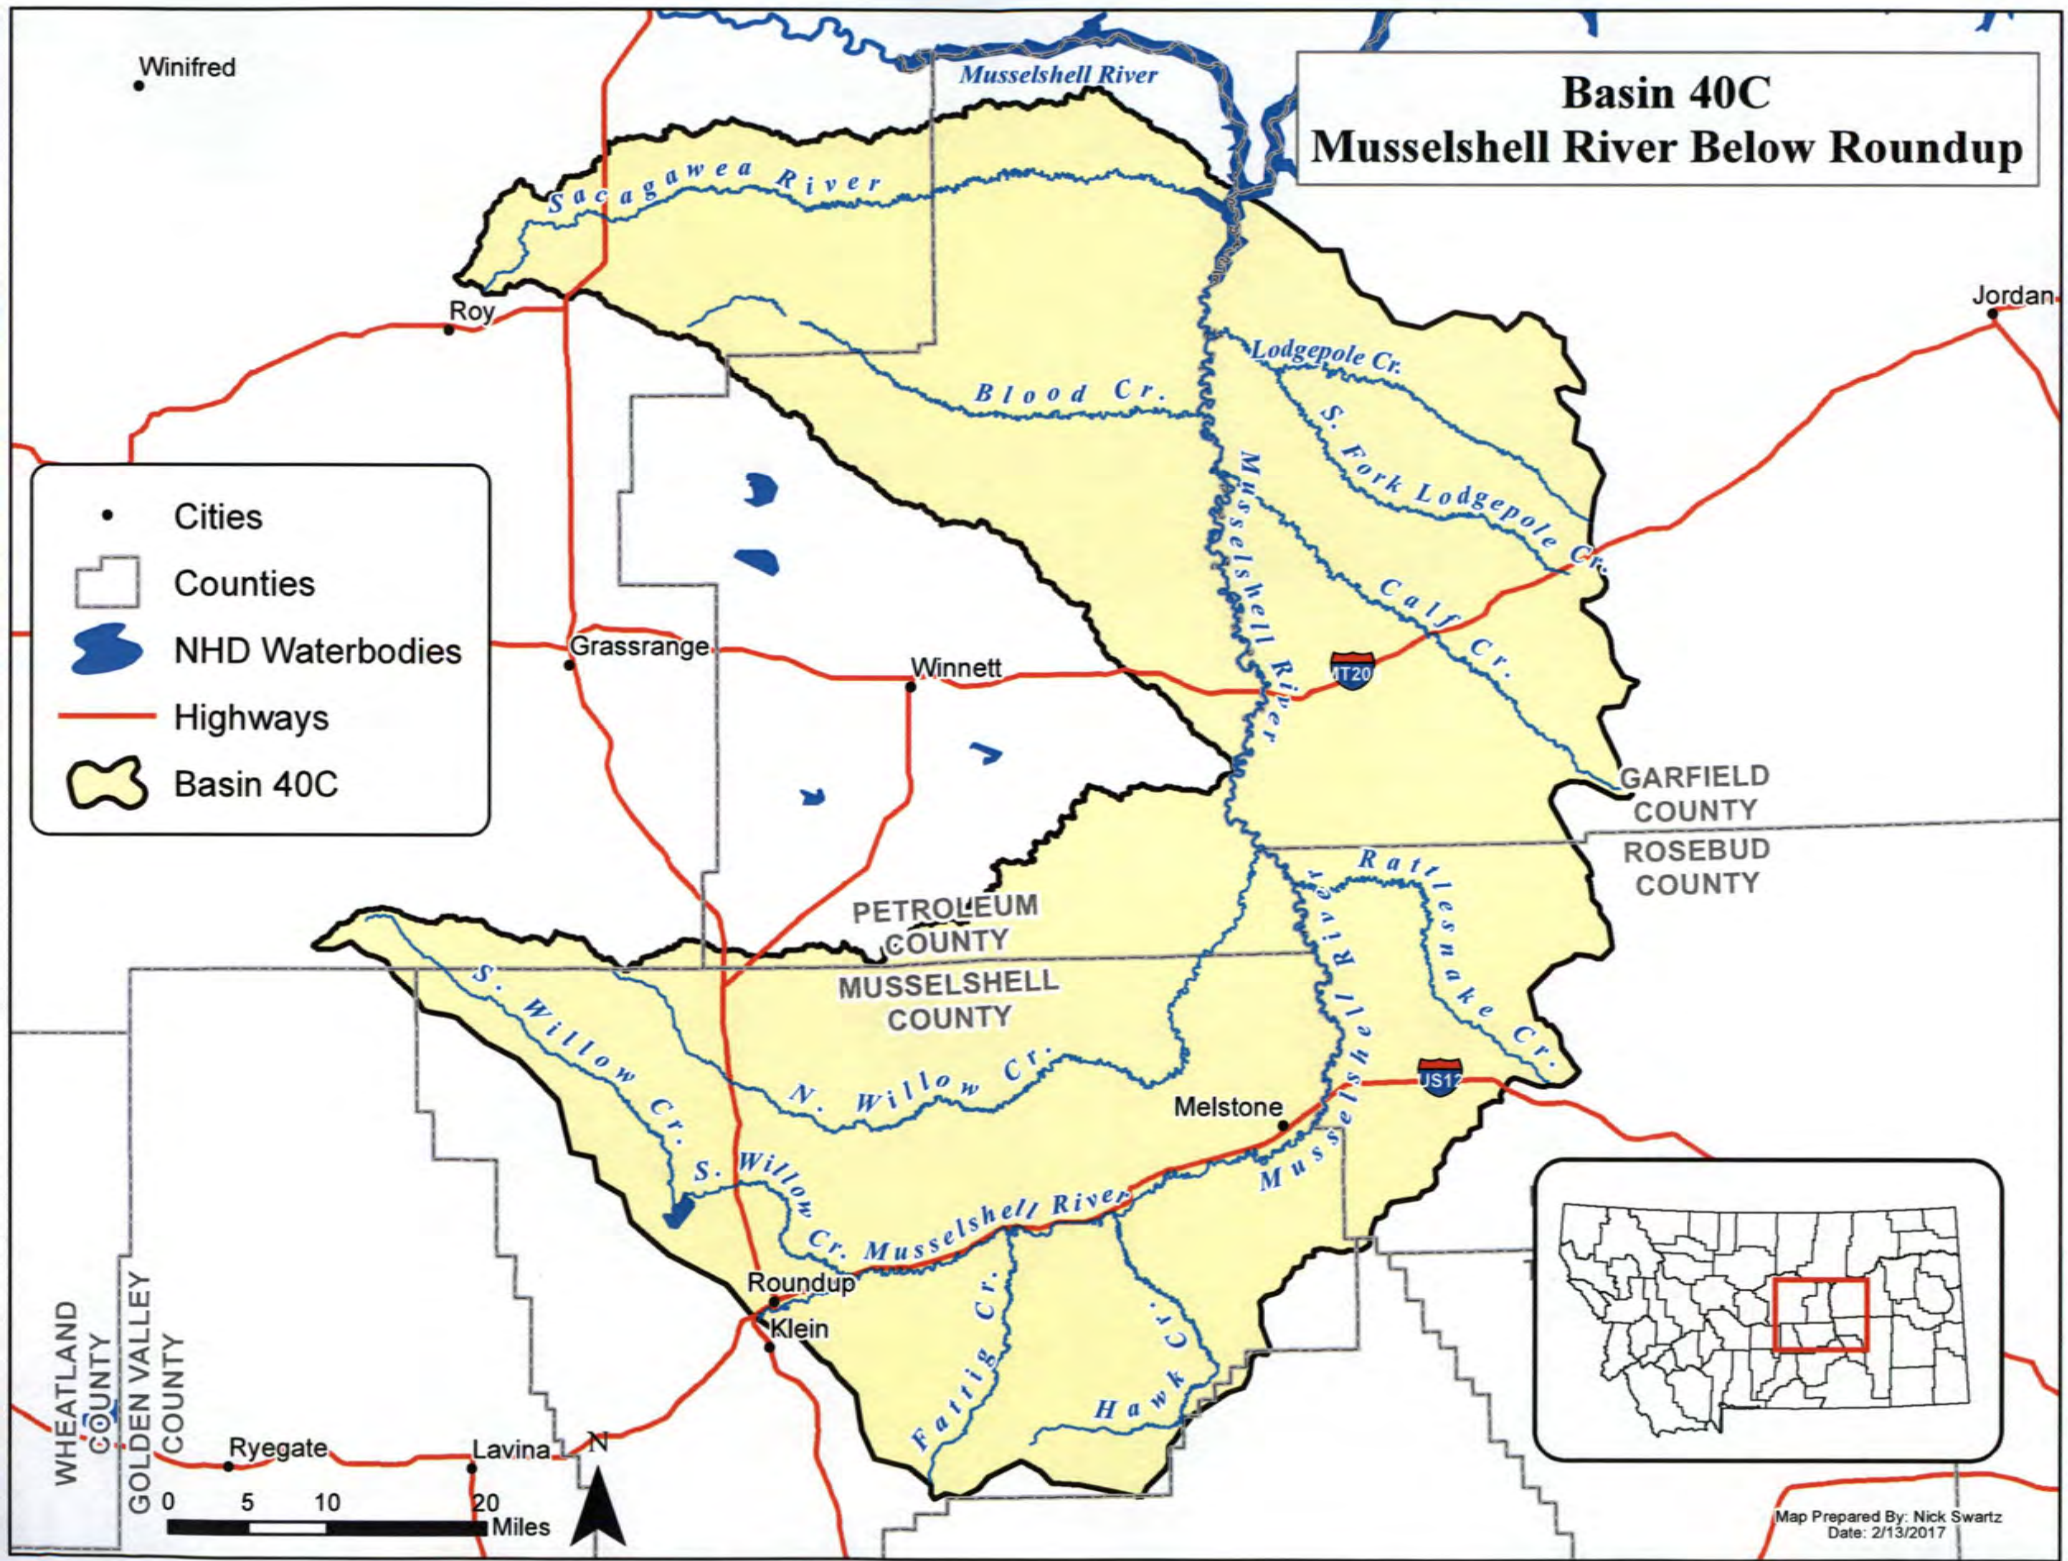 Winifred
Musselshell River
Basin 40C
Musselshell River Below Roundup
Sacagawea River
Roy
Jordan
Lodgepole Cr.
Blood Cr.
S. Fork Lodgepole Cr.
Musselshell River
Calf Cr.
Cities
Counties
NHD Waterbodies
Highways
Basin 40C
Grassrange
Winnett
MT20
GARFIELD
COUNTY
ROSEBUD
COUNTY
Rattlesnake Cr.
PETROLEUM
COUNTY
MUSSELSHELL
COUNTY
S. Willow Cr.
N. Willow Cr.
Musselshell River
US12
Melstone
S. Willow Cr.
Musselshell River
Roundup
Klein
Fattig Cr.
Hawk Cr.
WHEATLAND
COUNTY
GOLDEN VALLEY
COUNTY
Ryegate
Lavina
N
0 5 10 20
Miles
Map Prepared By: Nick Swartz
Date: 2/13/2017